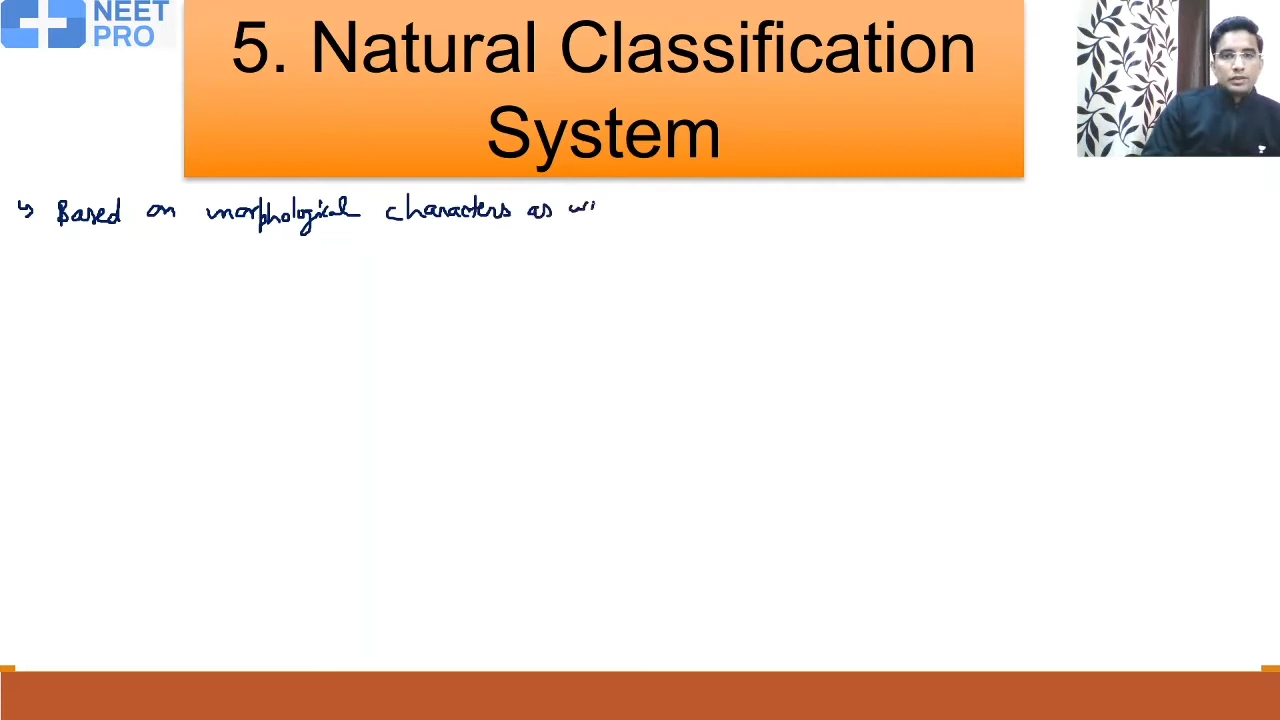 NEET
PRO
5. Natural Classification
System
↳ Based on morphological characters as